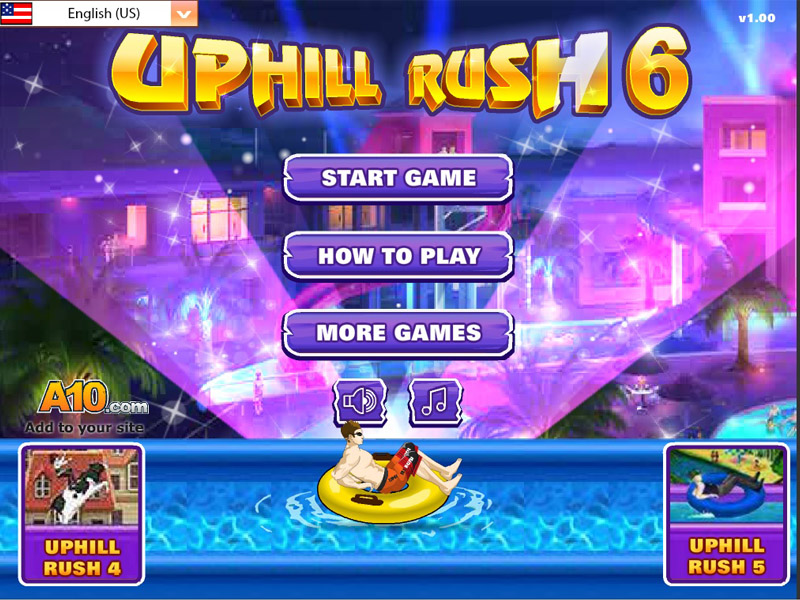 English (US)
v1.00
UPHILL RUSH 6
START GAME
HOW TO PLAY
MORE GAMES
A10.com
Add to your site
UPHILL
RUSH 4
UPHILL
RUSH 5